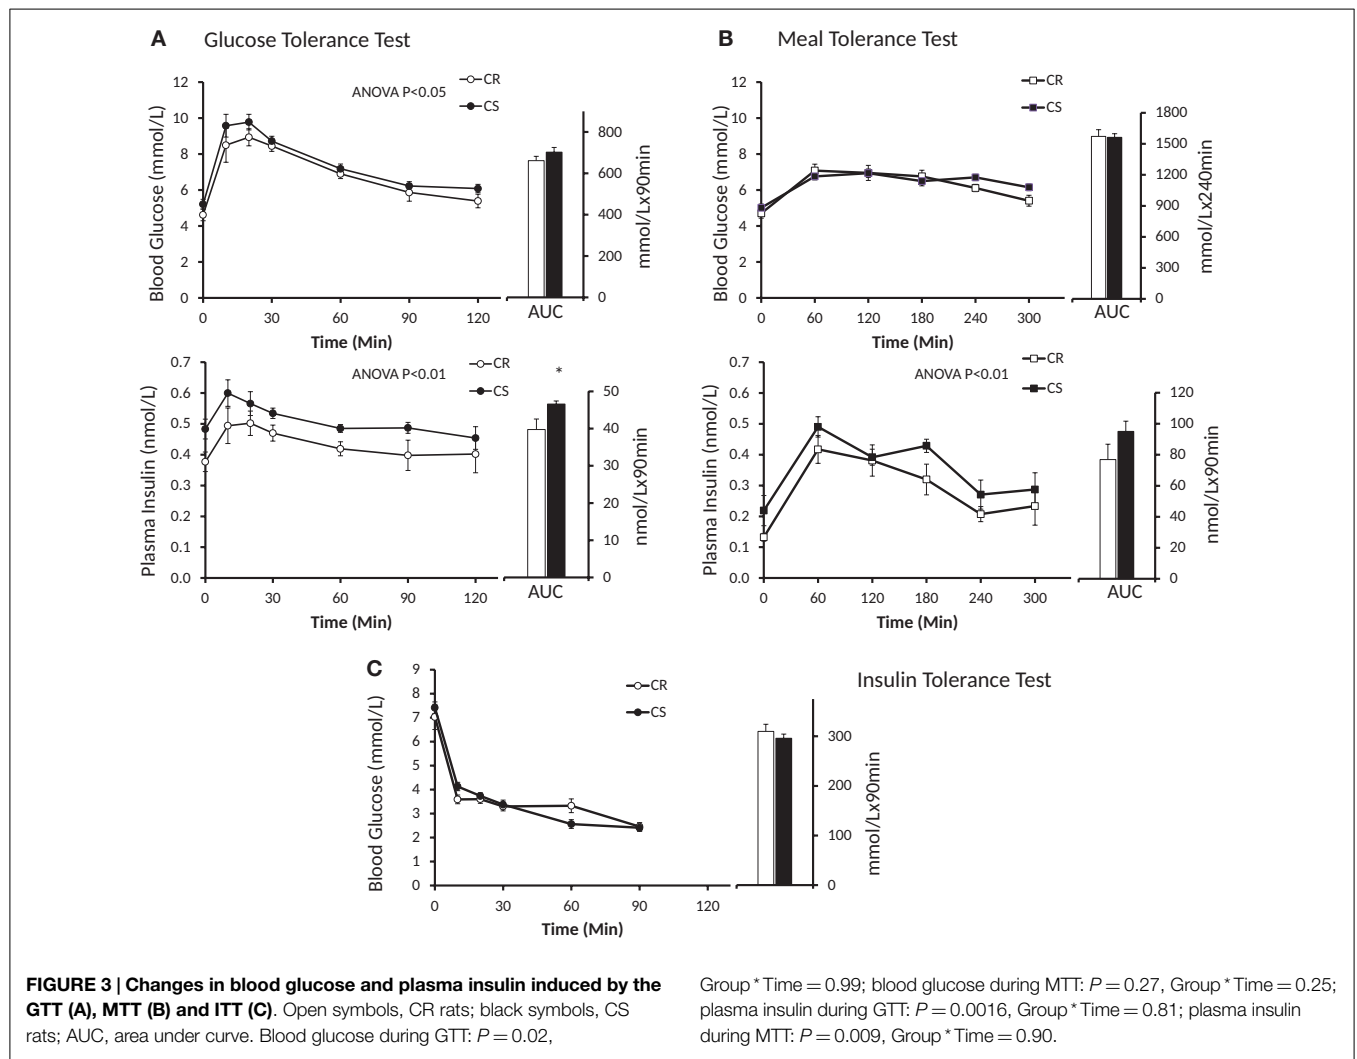 A Glucose Tolerance Test
12
10
8
6
4
2
0
Blood Glucose (mmol/L)
ANOVA P<0.05
CR
CS
0 30 60 90 120
Time (Min)
800
600
400
200
0
mmol/Lx90min
AUC
B Meal Tolerance Test
12
10
8
6
4
2
0
Blood Glucose (mmol/L)
CR
CS
0 60 120 180 240 300
Time (Min)
1800
1500
1200
900
600
300
0
mmol/Lx240min
AUC
0.7
0.6
0.5
0.4
0.3
0.2
0.1
0.0
Plasma Insulin (nmol/L)
ANOVA P<0.01
CR
CS
0 30 60 90 120
Time (Min)
*
50
40
30
20
10
0
nmol/Lx90min
AUC
0.7
0.6
0.5
0.4
0.3
0.2
0.1
0.0
Plasma Insulin (nmol/L)
ANOVA P<0.01
CR
CS
0 60 120 180 240 300
Time (Min)
120
100
80
60
40
20
0
nmol/Lx90min
AUC
C
9
8
7
6
5
4
3
2
1
0
Blood Glucose (mmol/L)
CR
CS
0 30 60 90 120
Time (Min)
Insulin Tolerance Test
300
200
100
0
mmol/Lx90min
FIGURE 3 | Changes in blood glucose and plasma insulin induced by the
GTT (A), MTT (B) and ITT (C). Open symbols, CR rats; black symbols, CS
rats; AUC, area under curve. Blood glucose during GTT: P = 0.02,
Group * Time = 0.99; blood glucose during MTT: P = 0.27, Group * Time = 0.25;
plasma insulin during GTT: P = 0.0016, Group * Time = 0.81; plasma insulin
during MTT: P = 0.009, Group * Time = 0.90.